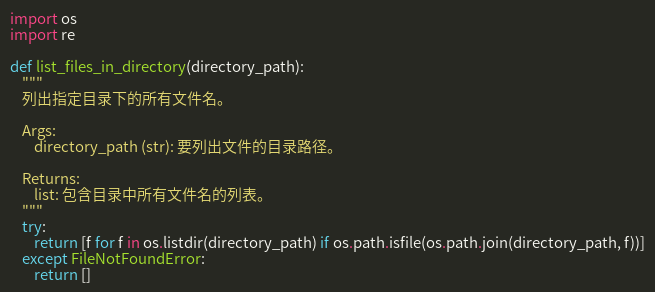 import os
import re

def list_files_in_directory(directory_path):
    """
    列出指定目录下的所有文件名。

    Args:
        directory_path (str): 要列出文件的目录路径。

    Returns:
        list: 包含目录中所有文件名的列表。
    """
    try:
        return [f for f in os.listdir(directory_path) if os.path.isfile(os.path.join(directory_path, f))]
    except FileNotFoundError:
        return []